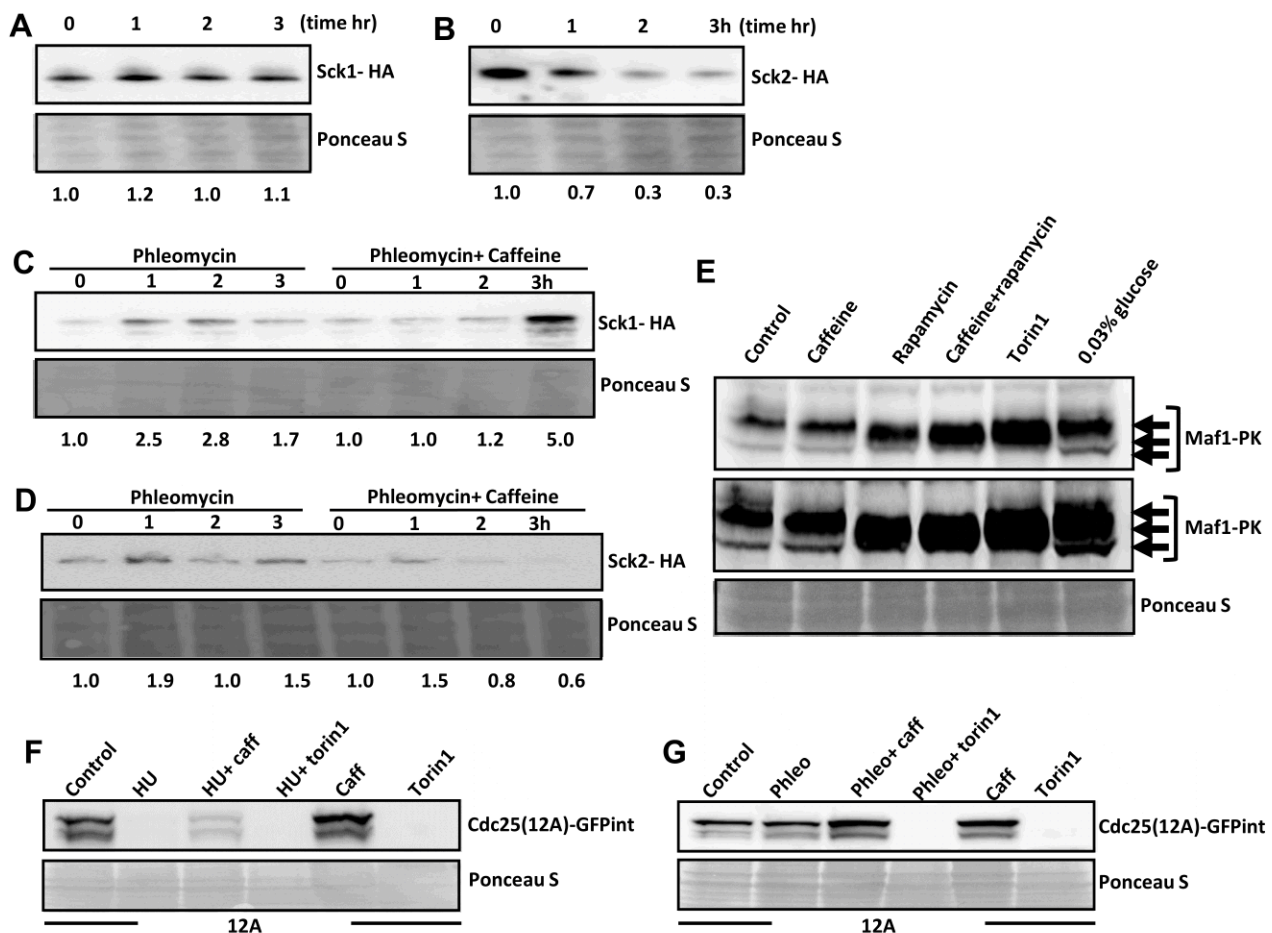 A
0 1 2 3 (time hr)
Sck1- HA
Ponceau S
1.0 1.2 1.0 1.1
B
0 1 2 3h (time hr)
Sck2- HA
Ponceau S
1.0 0.7 0.3 0.3
C
Phleomycin Phleomycin+ Caffeine
0 1 2 3 0 1 2 3h
Sck1- HA
Ponceau S
1.0 2.5 2.8 1.7 1.0 1.0 1.2 5.0
D
Phleomycin Phleomycin+ Caffeine
0 1 2 3 0 1 2 3h
Sck2- HA
Ponceau S
1.0 1.9 1.0 1.5 1.0 1.5 0.8 0.6
E
Control
Caffeine
Rapamycin
Caffeine+rapamycin
Torin1
0.03% glucose
Maf1-PK
Maf1-PK
Ponceau S
F
Control
HU
HU+ caff
HU+ torin1
Caff
Torin1
Cdc25(12A)-GFPint
Ponceau S
12A
G
Control
Phleo
Phleo+ caff
Phleo+ torin1
Caff
Torin1
Cdc25(12A)-GFPint
Ponceau S
12A